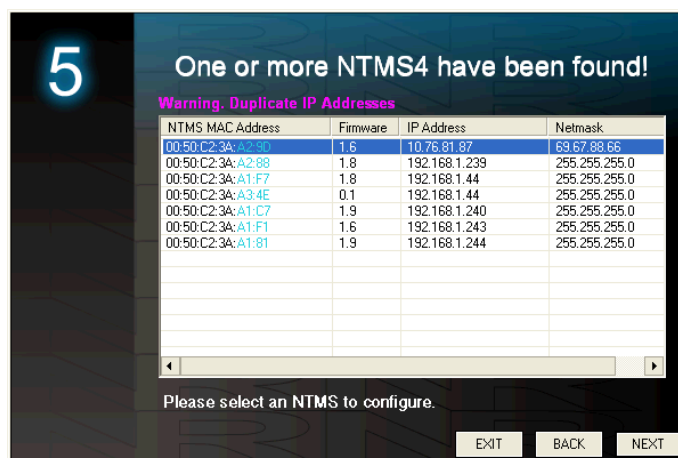 5
One or more NTMS4 have been found!
Warning. Duplicate IP Addresses
NTMS MAC Address Firmware IP Address Netmask
00:50:C2:3A:A2:9D 1.6 10.76.81.87 69.67.88.66
00:50:C2:3A:A2:88 1.8 192.168.1.239 255.255.255.0
00:50:C2:3A:A1:F7 1.8 192.168.1.44 255.255.255.0
00:50:C2:3A:A3:4E 0.1 192.168.1.44 255.255.255.0
00:50:C2:3A:A1:C7 1.9 192.168.1.240 255.255.255.0
00:50:C2:3A:A1:F1 1.6 192.168.1.243 255.255.255.0
00:50:C2:3A:A1:81 1.9 192.168.1.244 255.255.255.0
Please select an NTMS to configure.
EXIT BACK NEXT